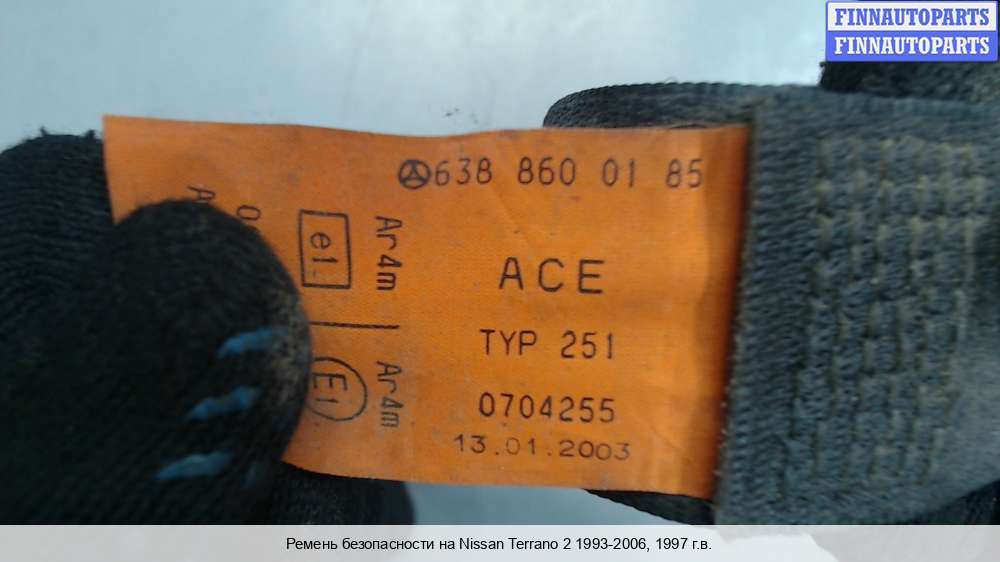 FINNAUTOPARTS
FINNAUTOPARTS
638 860 01 85
e1
Ar4m
ACE
TYP 251
E1
Ar4m
0704255
13.01.2003
Ремень безопасности на Nissan Terrano 2 1993-2006, 1997 г.в.